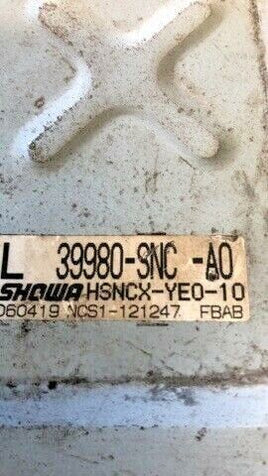 L 39980-SNC -A0
SHOWA HSNCX-YE0-10
060419 NCS1-121247 FBAB